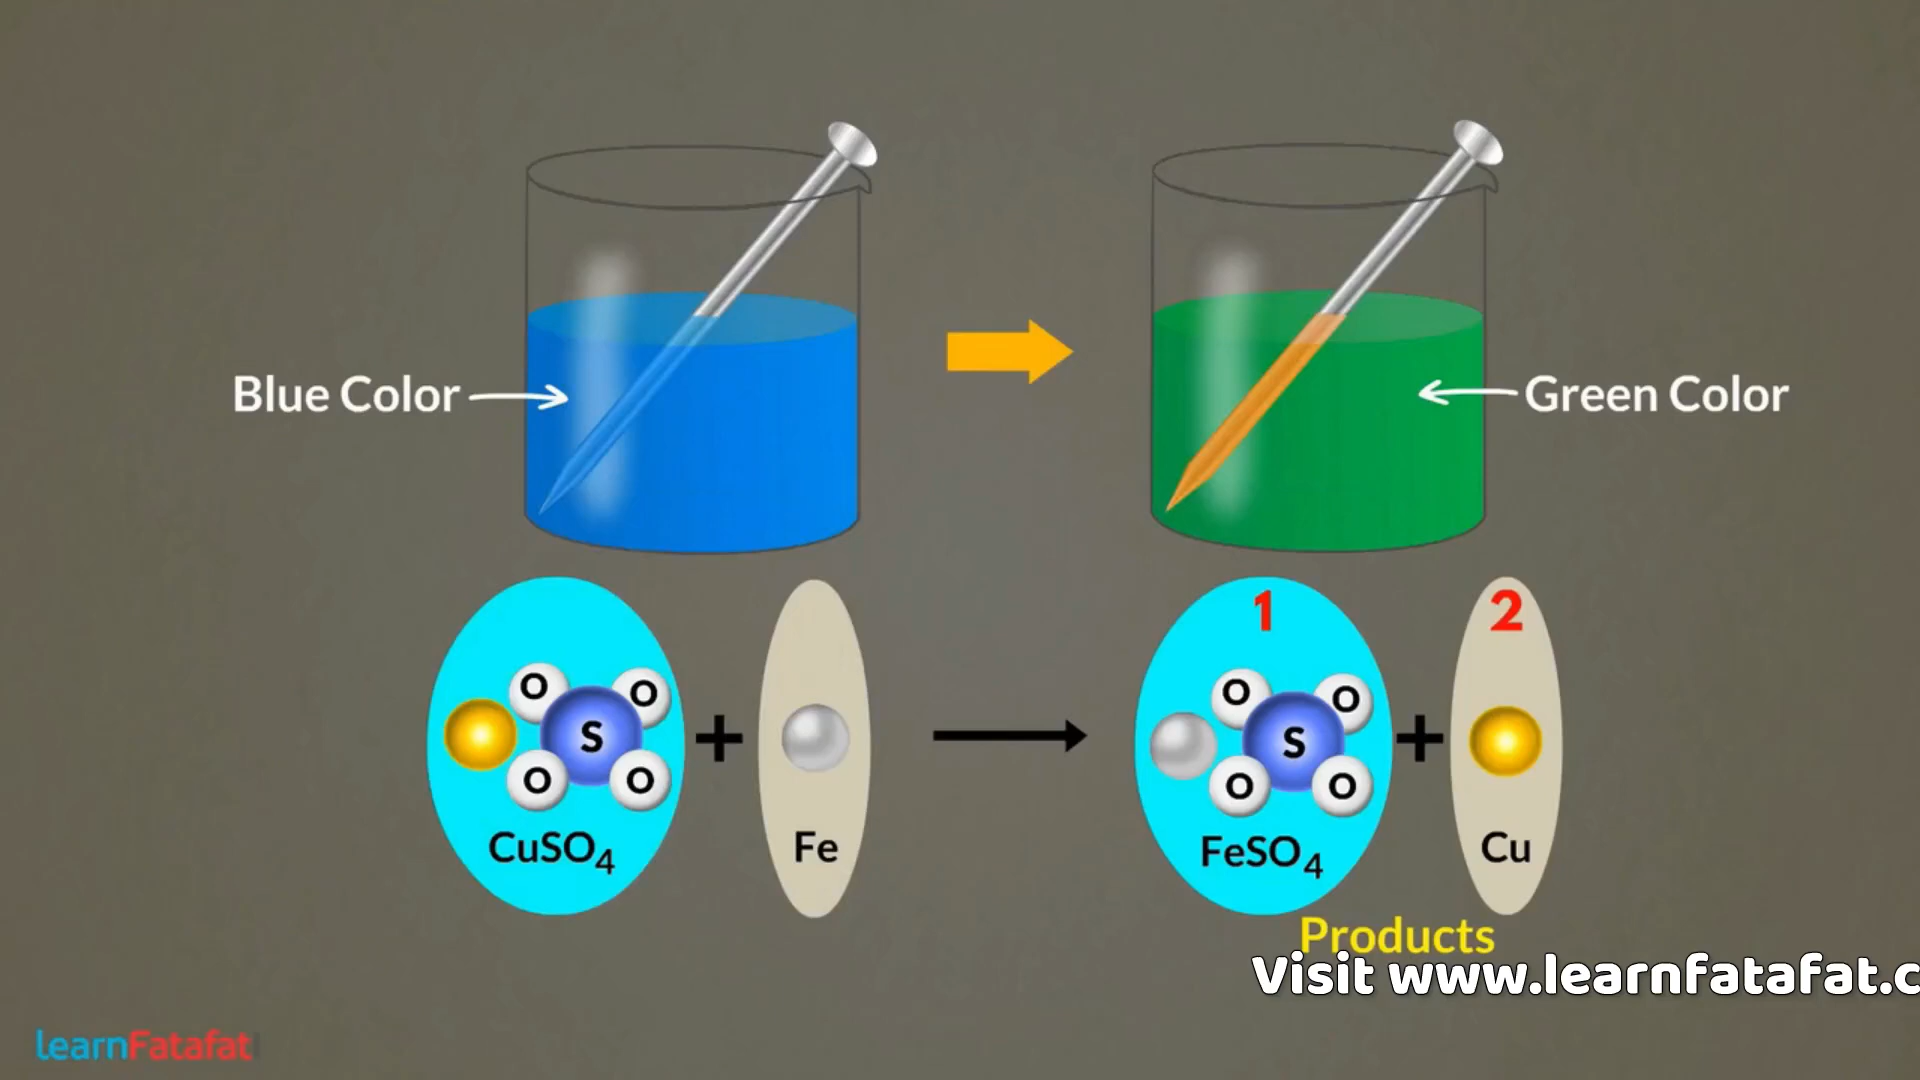 Blue Color
Green Color
1
2
O
O
O
O
S
S
O
O
O
O
+
+
CuSO₄
Fe
FeSO₄
Cu
Products
Visit www.learnfatafat.c
learnFatafat